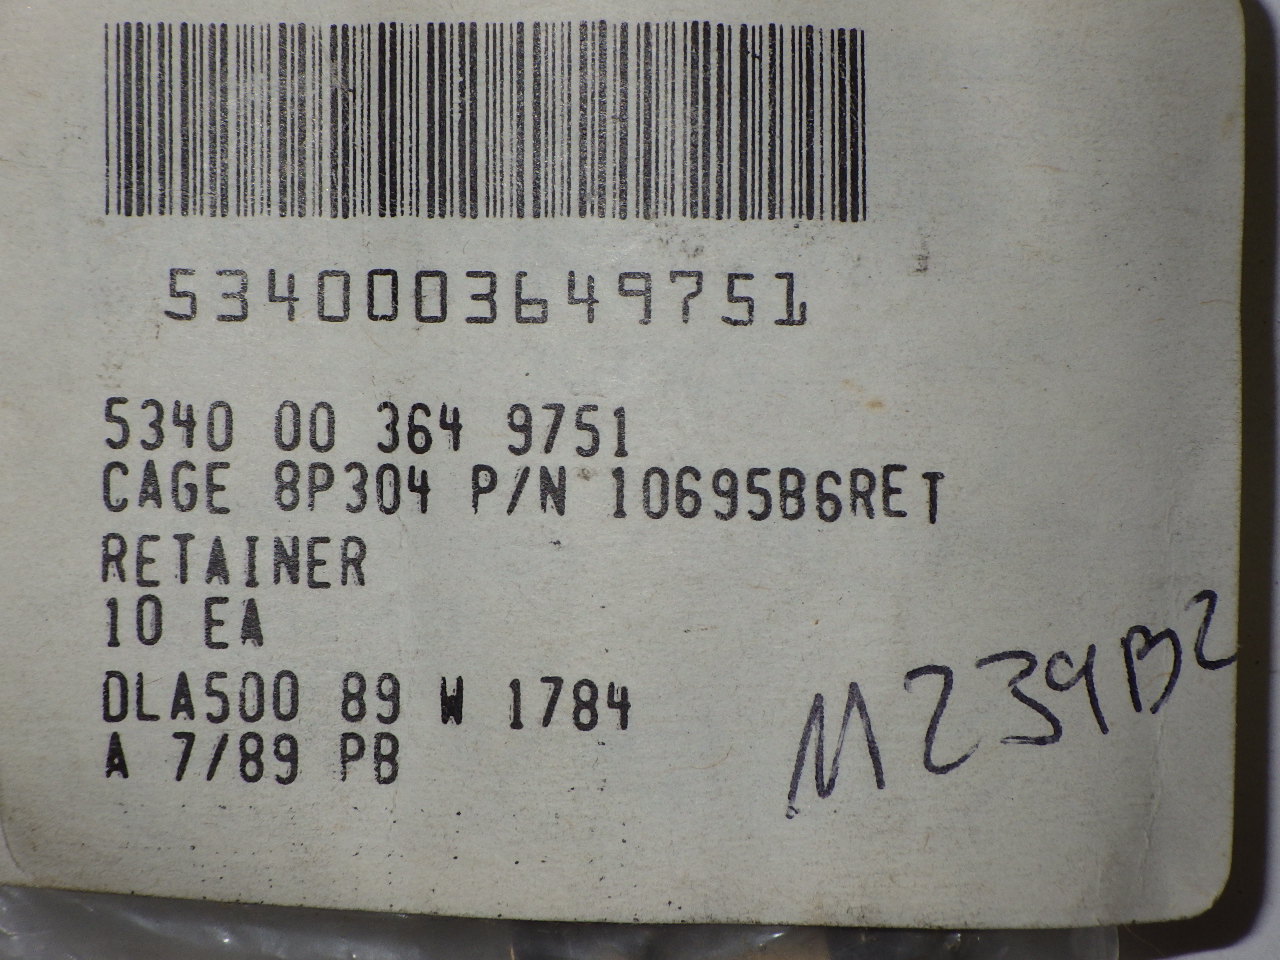 5340003649751
5340 00 364 9751
CAGE 8P304 P/N 10695B6RET
RETAINER
10 EA
DLA500 89 W 1784
A 7/89 PB
M239B2